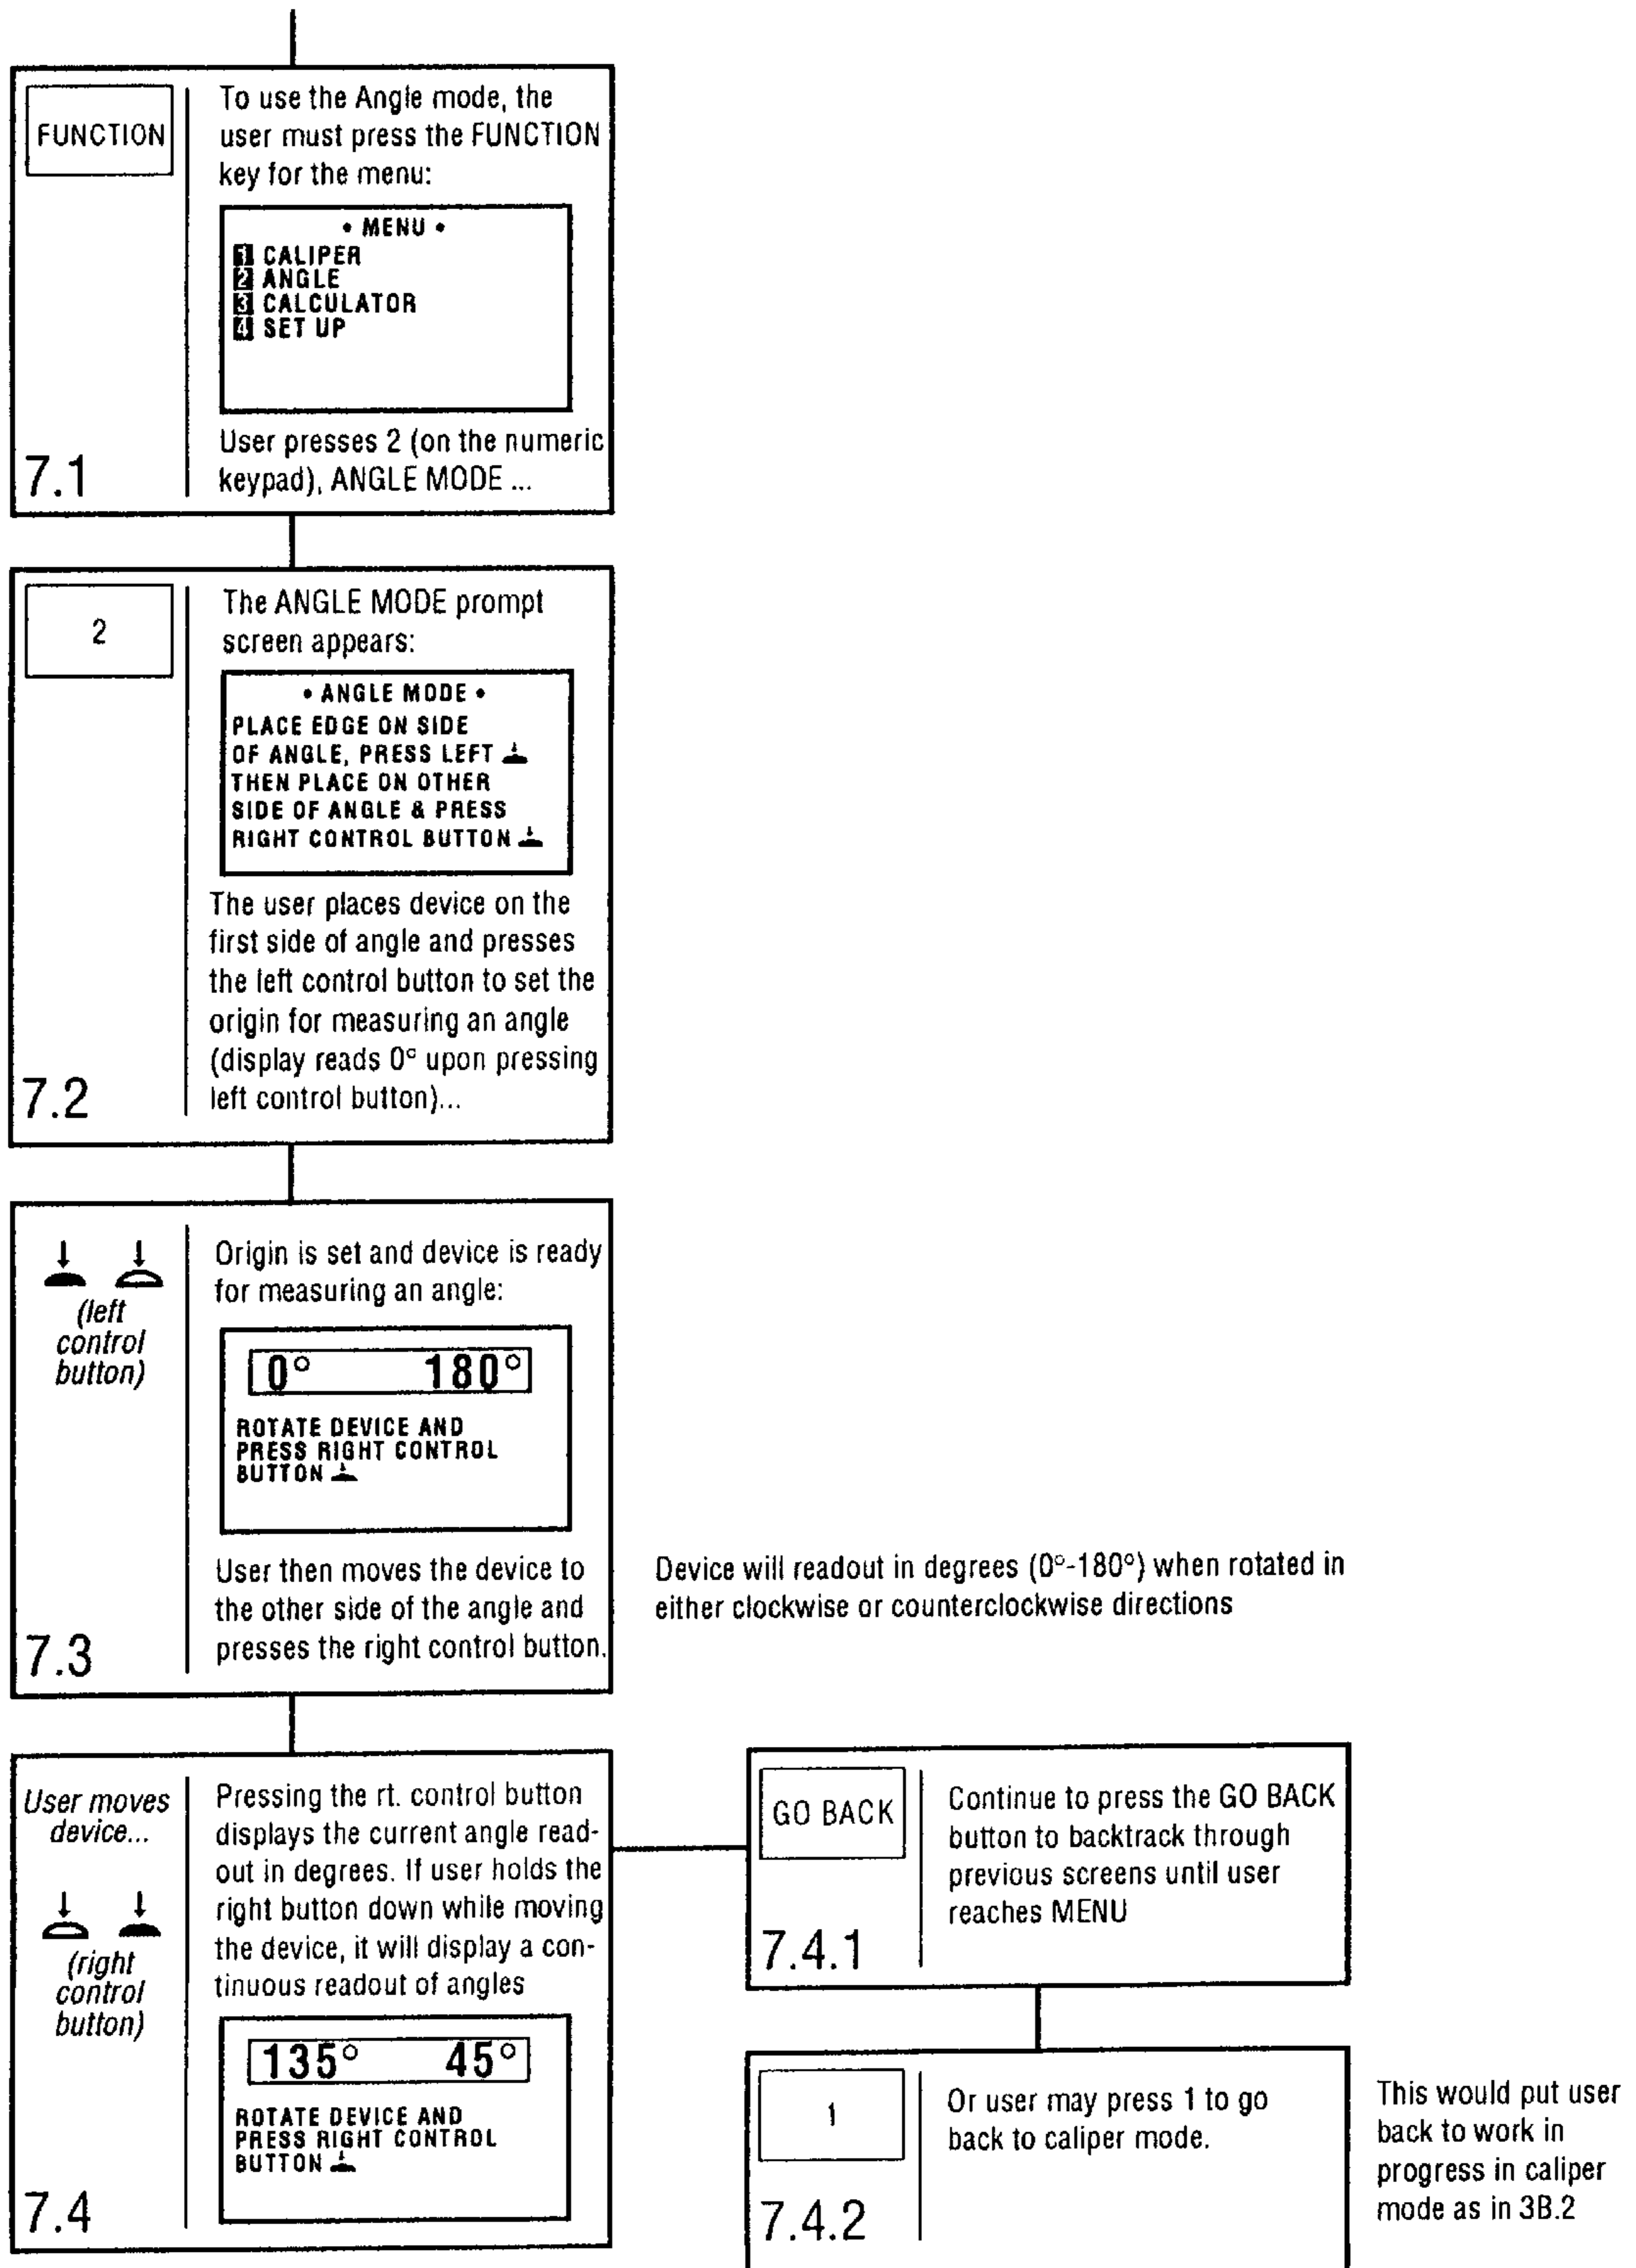 FUNCTION
To use the Angle mode, the
user must press the FUNCTION
key for the menu:
• MENU •
1 CALIPER
2 ANGLE
3 CALCULATOR
4 SET UP
User presses 2 (on the numeric
keypad), ANGLE MODE ...
7.1
2
The ANGLE MODE prompt
screen appears:
• ANGLE MODE •
PLACE EDGE ON SIDE
OF ANGLE, PRESS LEFT
THEN PLACE ON OTHER
SIDE OF ANGLE & PRESS
RIGHT CONTROL BUTTON
The user places device on the
first side of angle and presses
the left control button to set the
origin for measuring an angle
(display reads 0° upon pressing
left control button)...
7.2
(left
control
button)
Origin is set and device is ready
for measuring an angle:
0° 180°
ROTATE DEVICE AND
PRESS RIGHT CONTROL
BUTTON
User then moves the device to
the other side of the angle and
presses the right control button.
7.3
Device will readout in degrees (0°-180°) when rotated in
either clockwise or counterclockwise directions
User moves
device...
(right
control
button)
Pressing the rt. control button
displays the current angle read-
out in degrees. If user holds the
right button down while moving
the device, it will display a con-
tinuous readout of angles
135° 45°
ROTATE DEVICE AND
PRESS RIGHT CONTROL
BUTTON
7.4
GO BACK
Continue to press the GO BACK
button to backtrack through
previous screens until user
reaches MENU
7.4.1
1
Or user may press 1 to go
back to caliper mode.
7.4.2
This would put user
back to work in
progress in caliper
mode as in 3B.2